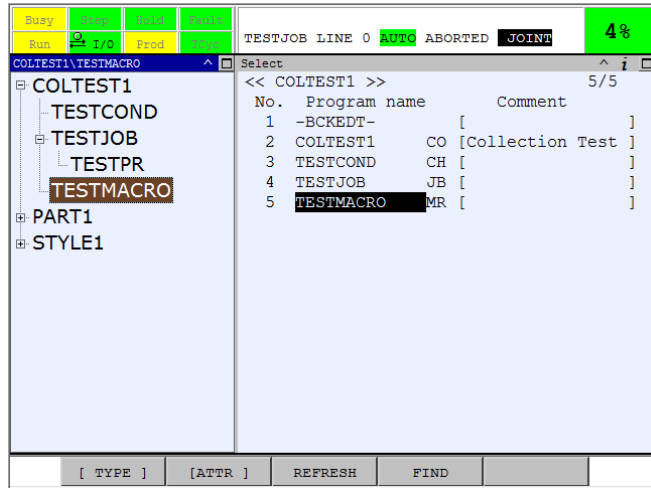 Busy Step Hold Fault
Run I/O Prod TCyc
TESTJOB LINE 0 AUTO ABORTED JOINT
4%
COLTEST1\TESTMACRO
COLTEST1
TESTCOND
TESTJOB
TESTPR
TESTMACRO
PART1
STYLE1
Select
<< COLTEST1 >> 5/5
No. Program name Comment
1 -BCKEDT- [ ]
2 COLTEST1 CO [Collection Test ]
3 TESTCOND CH [ ]
4 TESTJOB JB [ ]
5 TESTMACRO MR [ ]
[ TYPE ] [ATTR ] REFRESH FIND